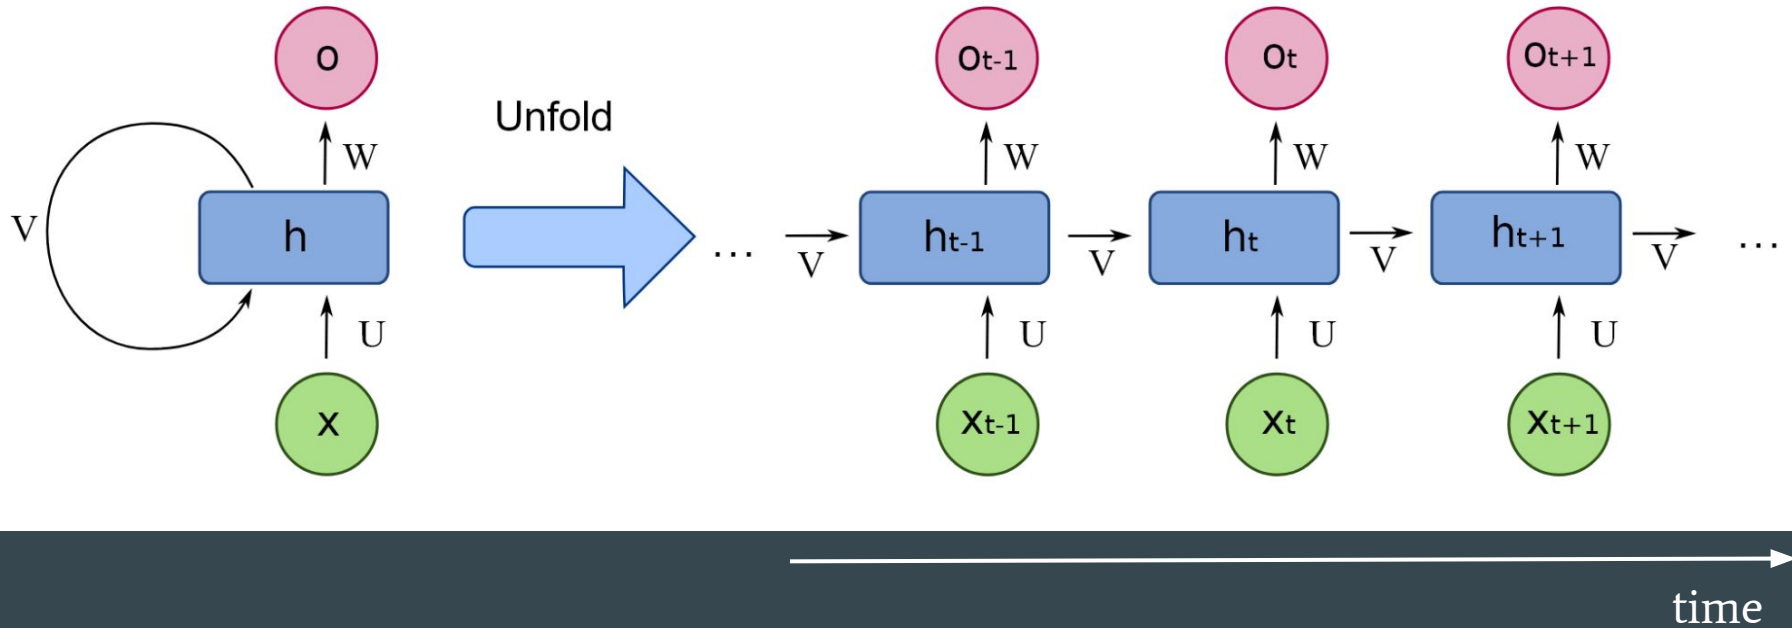 o
Unfold
W
V
h
U
x
ot-1
ot
ot+1
W
W
W
...
V
ht-1
V
ht
V
ht+1
V
...
U
U
U
xt-1
xt
xt+1
time